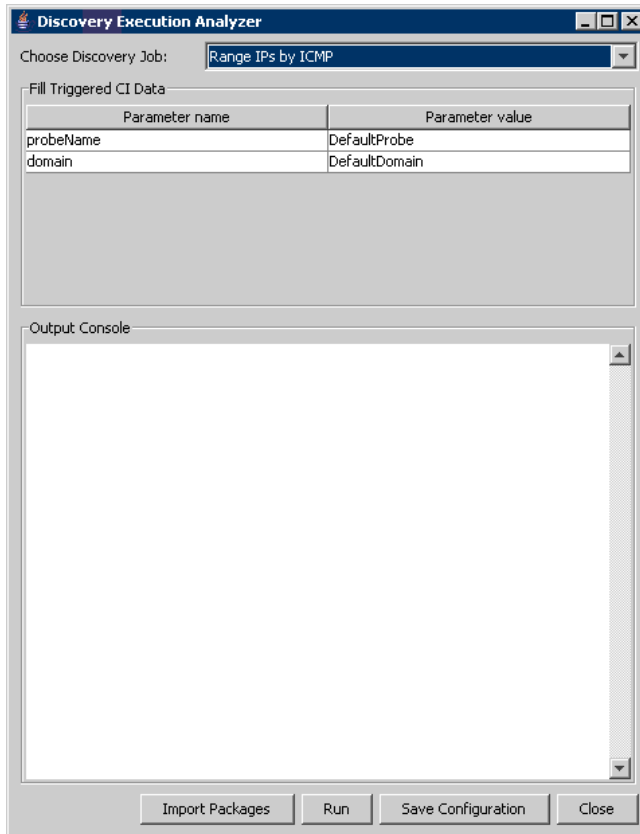 Discovery Execution Analyzer
Choose Discovery Job: Range IPs by ICMP
Fill Triggered CI Data
Parameter name Parameter value
probeName DefaultProbe
domain DefaultDomain
Output Console
Import Packages Run Save Configuration Close